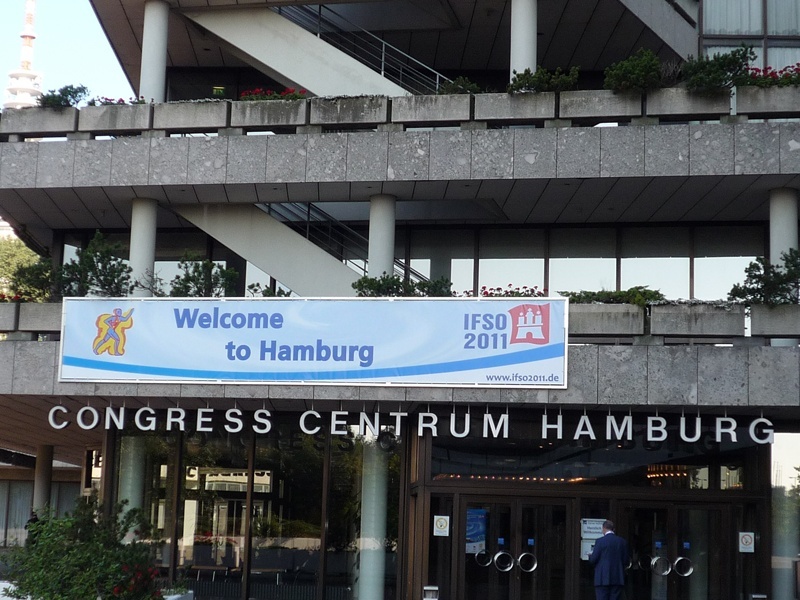 Welcome
to Hamburg
IFSO
2011
www.ifso2011.de
CONGRESS CENTRUM HAMBURG